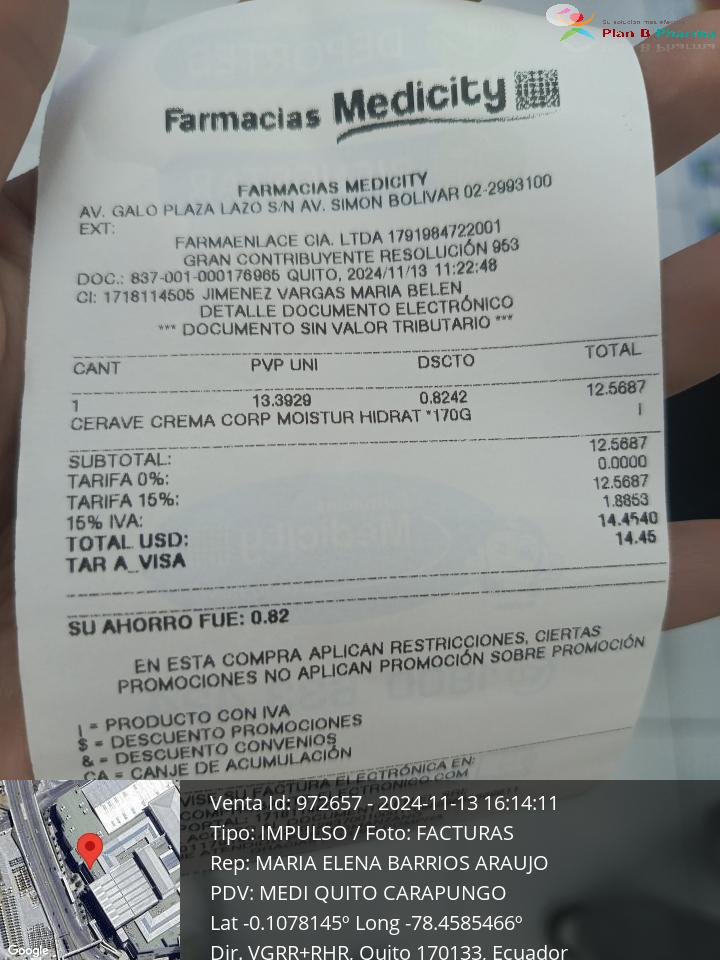 Su solucion mas efectiva
Plan B Pharma
Farmacias Medicity
FARMACIAS MEDICITY
AV. GALO PLAZA LAZO S/N AV. SIMON BOLIVAR 02-2993100
EXT:
FARMAENLACE CIA. LTDA 1791984722001
GRAN CONTRIBUYENTE RESOLUCIÓN 953
DOC.: 837-001-000176965 QUITO, 2024/11/13 11:22:48
CI: 1718114505 JIMENEZ VARGAS MARIA BELEN
DETALLE DOCUMENTO ELECTRÓNICO
*** DOCUMENTO SIN VALOR TRIBUTARIO ***
CANT PVP UNI DSCTO TOTAL
1 13.3929 0.8242 12.5687
CERAVE CREMA CORP MOISTUR HIDRAT *170G I
SUBTOTAL: 12.5687
TARIFA 0%: 0.0000
TARIFA 15%: 12.5687
15% IVA: 1.8853
TOTAL USD: 14.4540
TAR A_VISA 14.45
SU AHORRO FUE: 0.82
EN ESTA COMPRA APLICAN RESTRICCIONES, CIERTAS
PROMOCIONES NO APLICAN PROMOCIÓN SOBRE PROMOCIÓN
I = PRODUCTO CON IVA
$ = DESCUENTO PROMOCIONES
& = DESCUENTO CONVENIOS
CA = CANJE DE ACUMULACIÓN
SU FACTURA ELECTRÓNICA EN:
Venta Id: 972657 - 2024-11-13 16:14:11
Tipo: IMPULSO / Foto: FACTURAS
Rep: MARIA ELENA BARRIOS ARAUJO
PDV: MEDI QUITO CARAPUNGO
Lat -0.1078145º Long -78.4585466º
Dir. VGRR+RHR, Quito 170133, Ecuador
Google